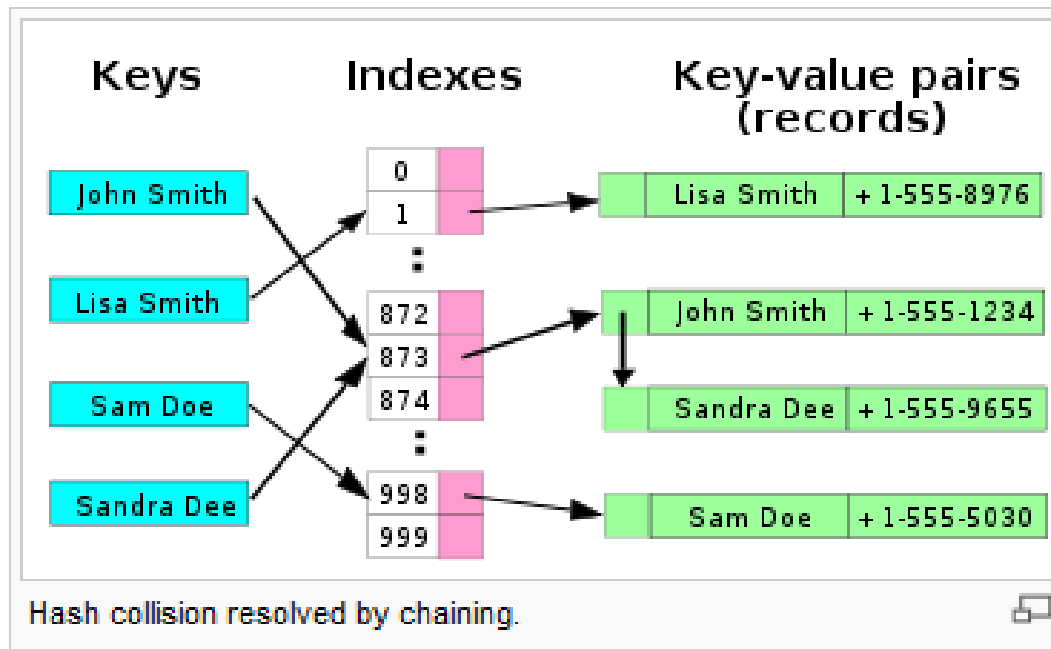 Keys
Indexes
Key-value pairs
(records)
John Smith
Lisa Smith
Sam Doe
Sandra Dee
0
1
:
872
873
874
:
998
999
Lisa Smith +1-555-8976
John Smith +1-555-1234
Sandra Dee +1-555-9655
Sam Doe +1-555-5030
Hash collision resolved by chaining.